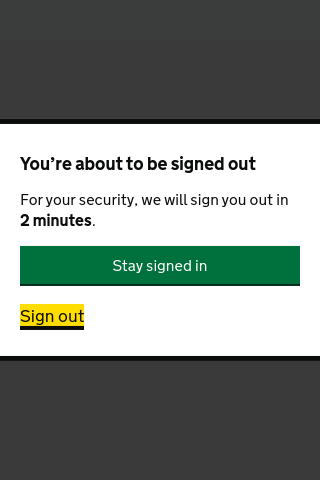 You’re about to be signed out
For your security, we will sign you out in
2 minutes.
Stay signed in
Sign out